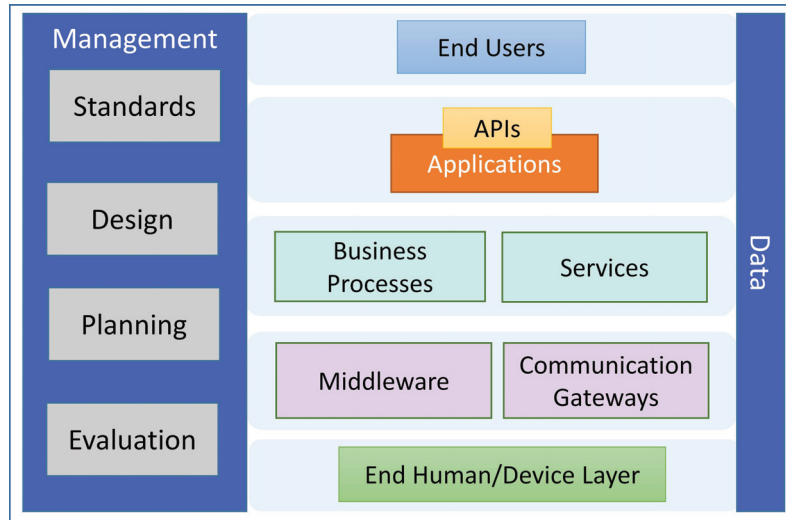 Management
Standards
Design
Planning
Evaluation
End Users
APIs
Applications
Business
Processes
Services
Middleware
Communication
Gateways
End Human/Device Layer
Data